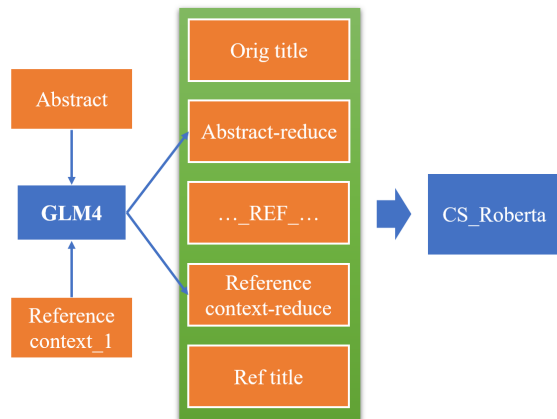 Abstract
GLM4
Reference
context_1
Orig title
Abstract-reduce
…_REF_…
Reference
context-reduce
Ref title
CS_Roberta